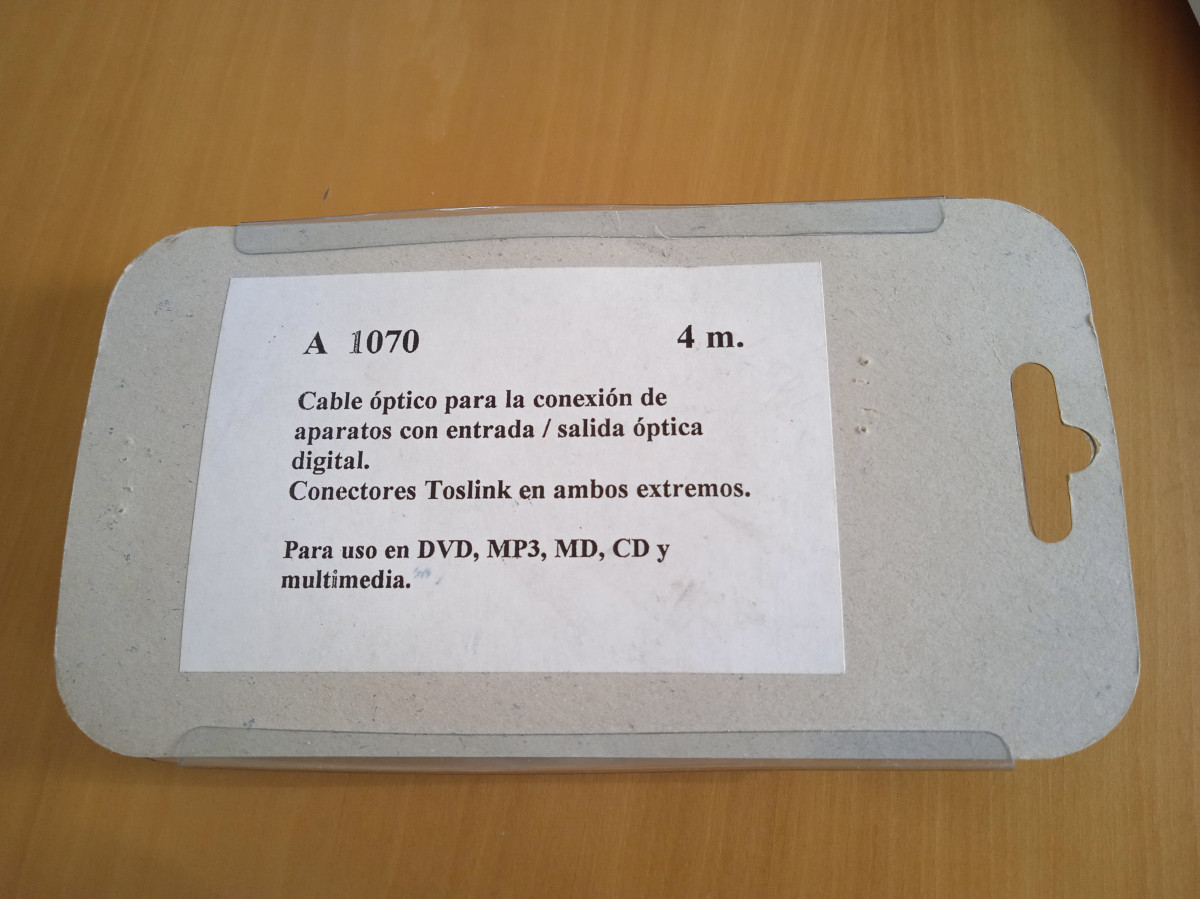 A 1070 4 m.
Cable óptico para la conexión de
aparatos con entrada / salida óptica
digital.
Conectores Toslink en ambos extremos.
Para uso en DVD, MP3, MD, CD y
multimedia.